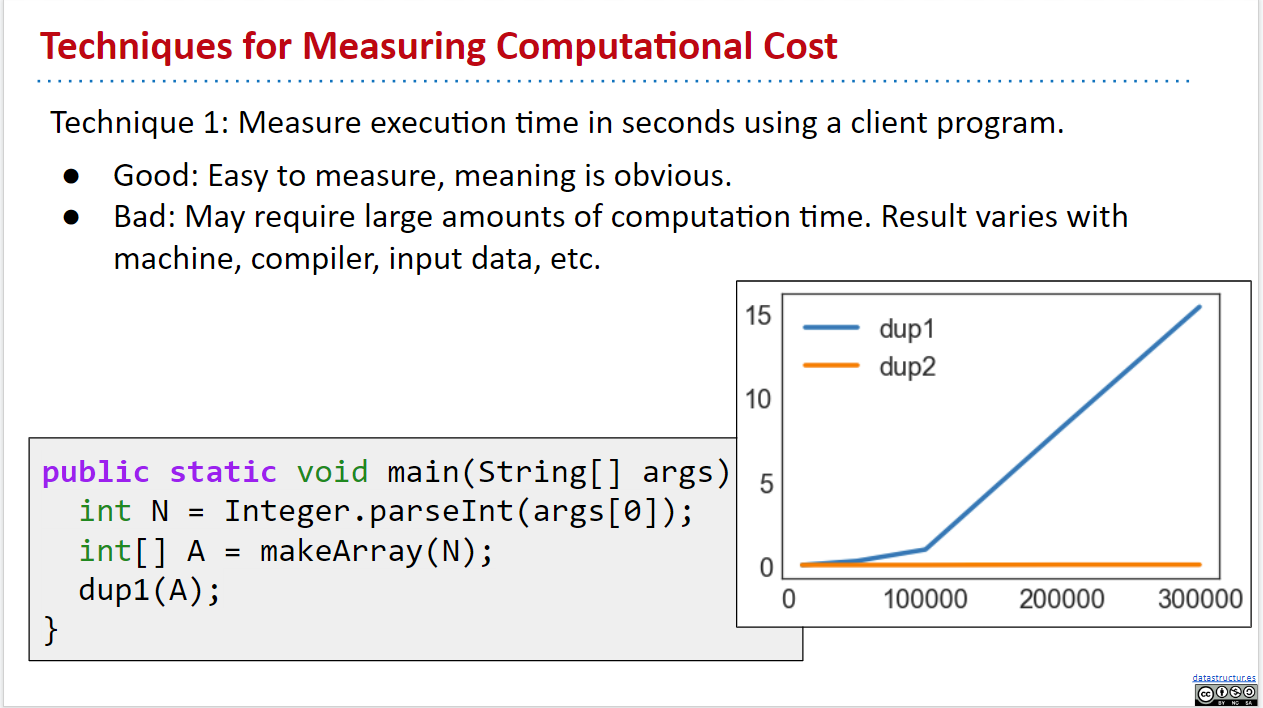 Techniques for Measuring Computational Cost
Technique 1: Measure execution time in seconds using a client program.
● Good: Easy to measure, meaning is obvious.
● Bad: May require large amounts of computation time. Result varies with
machine, compiler, input data, etc.
public static void main(String[] args)
int N = Integer.parseInt(args[0]);
int[] A = makeArray(N);
dup1(A);
}
15
10
5
0
dup1
dup2
0 100000 200000 300000
datastructur.es
cc
BY NC SA